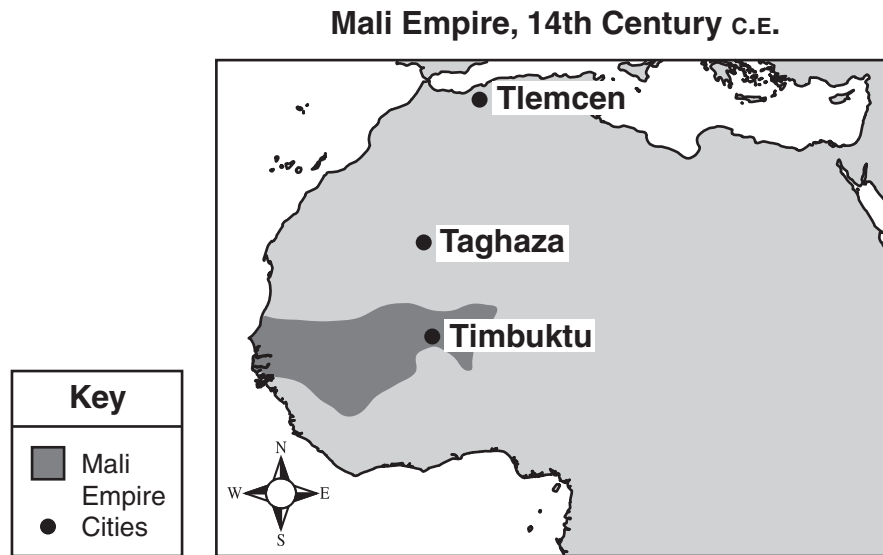 Mali Empire, 14th Century C.E.
Tlemcen
Taghaza
Timbuktu
Key
Mali
Empire
Cities
N
W E
S